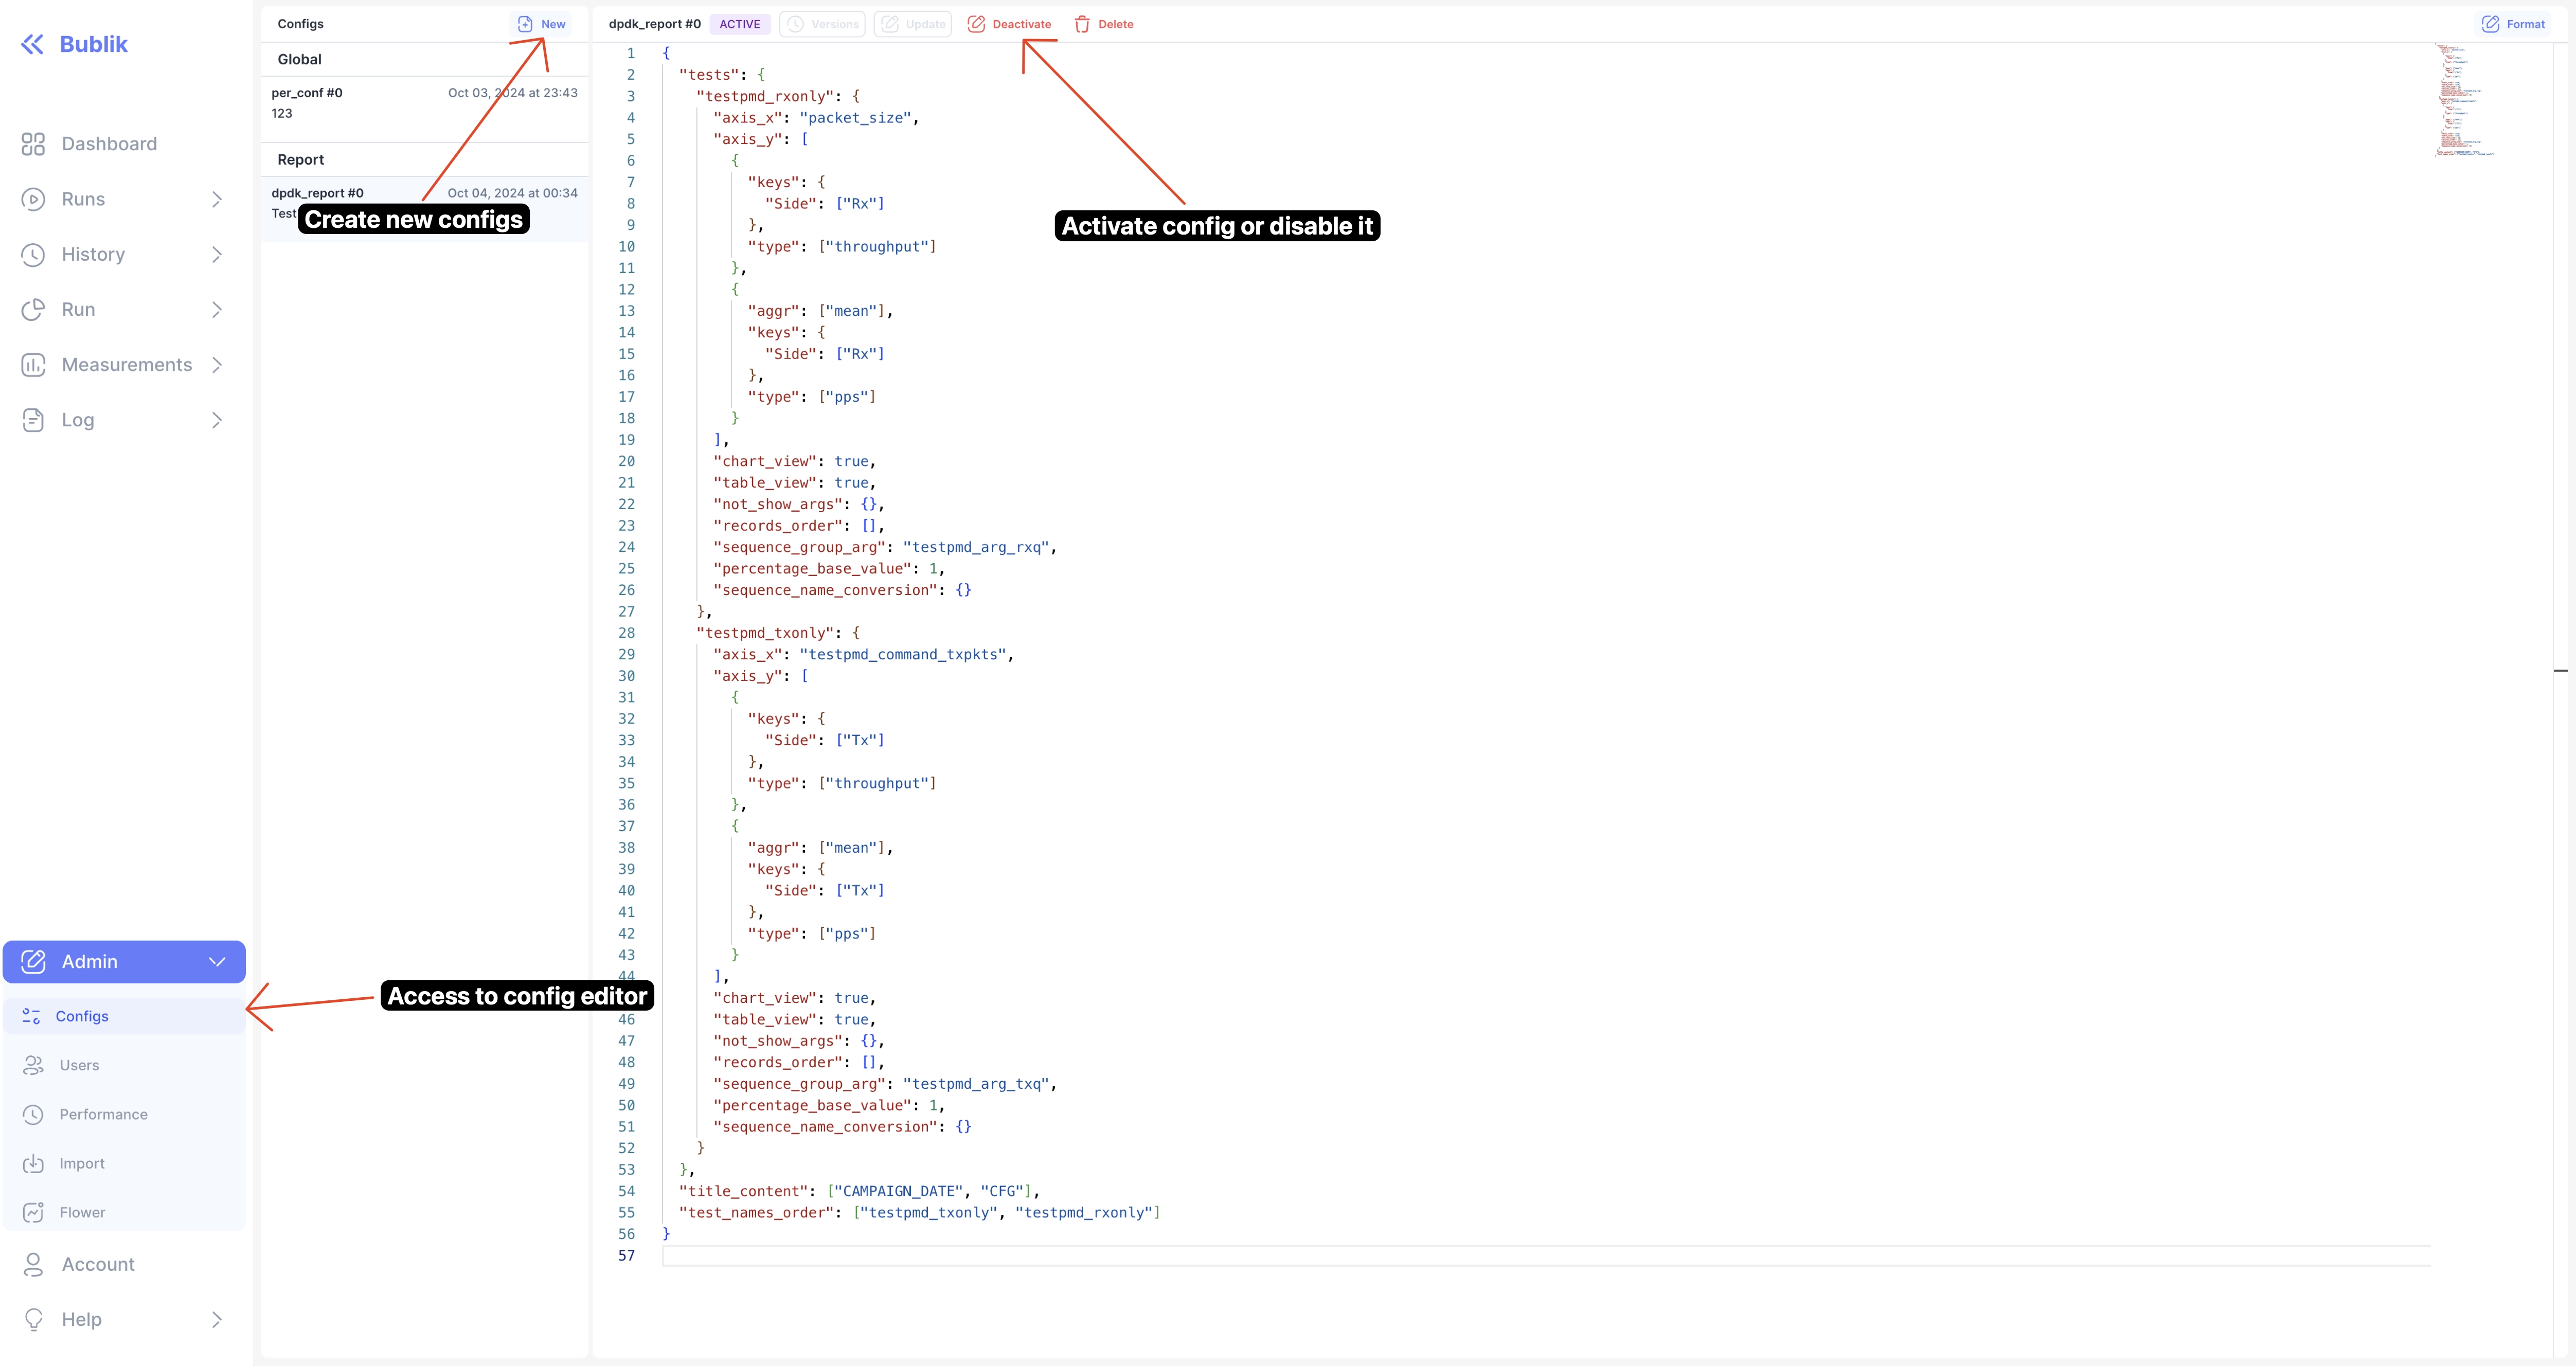 Bublik
Dashboard
Runs
History
Run
Measurements
Log
Admin
Configs
Users
Performance
Import
Flower
Account
Help
Configs
New
Global
per_conf #0 Oct 03, 2024 at 23:43
123
Report
dpdk_report #0 Oct 04, 2024 at 00:34
Test
Create new configs
Access to config editor
Activate config or disable it
dpdk_report #0 ACTIVE Versions Update Deactivate Delete Format
1 {
2 "tests": {
3 "testpmd_rxonly": {
4 "axis_x": "packet_size",
5 "axis_y": [
6 {
7 "keys": {
8 "Side": ["Rx"]
9 },
10 "type": ["throughput"]
11 },
12 {
13 "aggr": ["mean"],
14 "keys": {
15 "Side": ["Rx"]
16 },
17 "type": ["pps"]
18 }
19 ],
20 "chart_view": true,
21 "table_view": true,
22 "not_show_args": {},
23 "records_order": [],
24 "sequence_group_arg": "testpmd_arg_rxq",
25 "percentage_base_value": 1,
26 "sequence_name_conversion": {}
27 },
28 "testpmd_txonly": {
29 "axis_x": "testpmd_command_txpkts",
30 "axis_y": [
31 {
32 "keys": {
33 "Side": ["Tx"]
34 },
35 "type": ["throughput"]
36 },
37 {
38 "aggr": ["mean"],
39 "keys": {
40 "Side": ["Tx"]
41 },
42 "type": ["pps"]
43 }
44 ],
"chart_view": true,
46 "table_view": true,
47 "not_show_args": {},
48 "records_order": [],
49 "sequence_group_arg": "testpmd_arg_txq",
50 "percentage_base_value": 1,
51 "sequence_name_conversion": {}
52 }
53 },
54 "title_content": ["CAMPAIGN_DATE", "CFG"],
55 "test_names_order": ["testpmd_txonly", "testpmd_rxonly"]
56 }
57